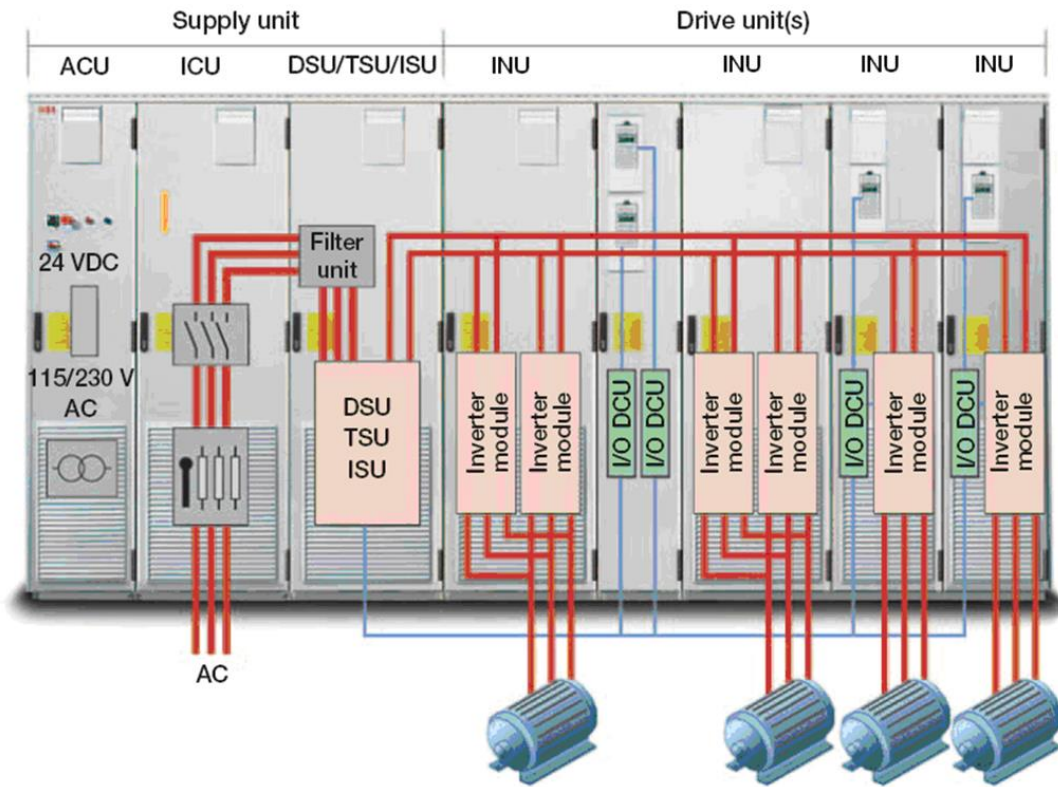 Supply unit
Drive unit(s)
ACU
ICU
DSU/TSU/ISU
INU
INU
INU
INU
ABB
24 VDC
115/230 V
AC
Filter
unit
DSU
TSU
ISU
Inverter
module
Inverter
module
I/O DCU
I/O DCU
Inverter
module
Inverter
module
I/O DCU
Inverter
module
I/O DCU
Inverter
module
AC